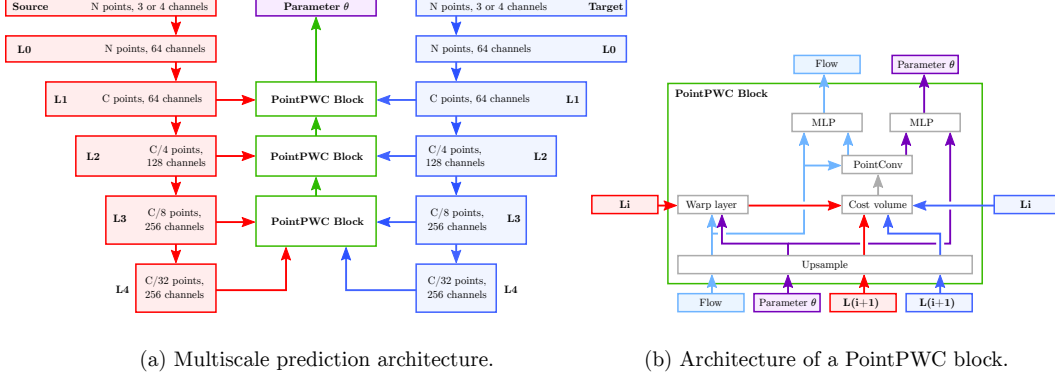 Source N points, 3 or 4 channels
Parameter θ
N points, 3 or 4 channels Target
L0 N points, 64 channels
N points, 64 channels L0
L1 C points, 64 channels
PointPWC Block
C points, 64 channels L1
L2 C/4 points,
128 channels
PointPWC Block
C/4 points,
128 channels L2
L3 C/8 points,
256 channels
PointPWC Block
C/8 points,
256 channels L3
L4 C/32 points,
256 channels
C/32 points,
256 channels L4
(a) Multiscale prediction architecture.
Flow
Parameter θ
PointPWC Block
MLP
MLP
PointConv
Li
Warp layer
Cost volume
Li
Upsample
Flow
Parameter θ
L(i+1)
L(i+1)
(b) Architecture of a PointPWC block.